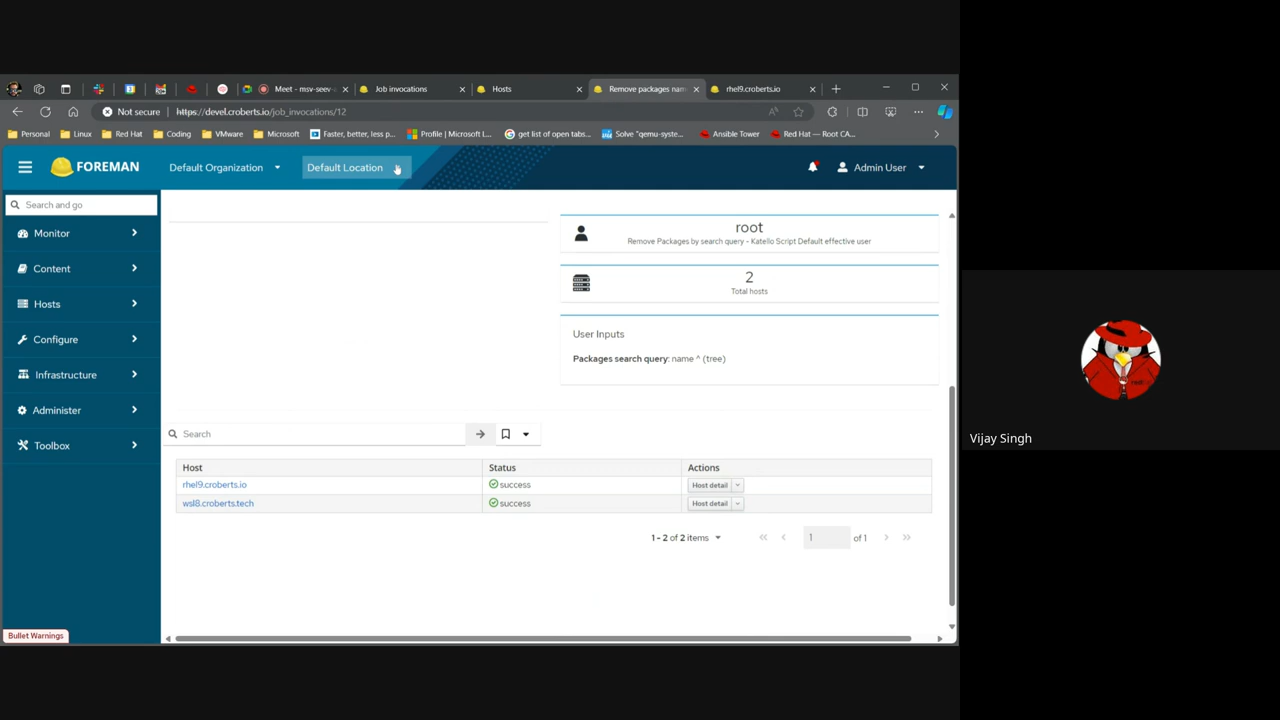 Meet - msv-seev-
Job invocations
Hosts
Remove packages nam
rhel9.croberts.io
Not secure
https://devel.croberts.io/job_invocations/12
Personal
Linux
Red Hat
Coding
VMware
Microsoft
Faster, better, less p...
Profile | Microsoft L...
get list of open tabs...
Solve "qemu-syste...
Ansible Tower
Red Hat — Root CA...
FOREMAN
Default Organization
Default Location
Admin User
Search and go
Monitor
Content
Hosts
Configure
Infrastructure
Administer
Toolbox
Bullet Warnings
root
Remove Packages by search query - Katello Script Default effective user
2
Total hosts
User Inputs
Packages search query: name ^ (tree)
Search
Host Status Actions
rhel9.croberts.io success Host detail
wsl8.croberts.tech success Host detail
1 - 2 of 2 items 1 of 1
Vijay Singh